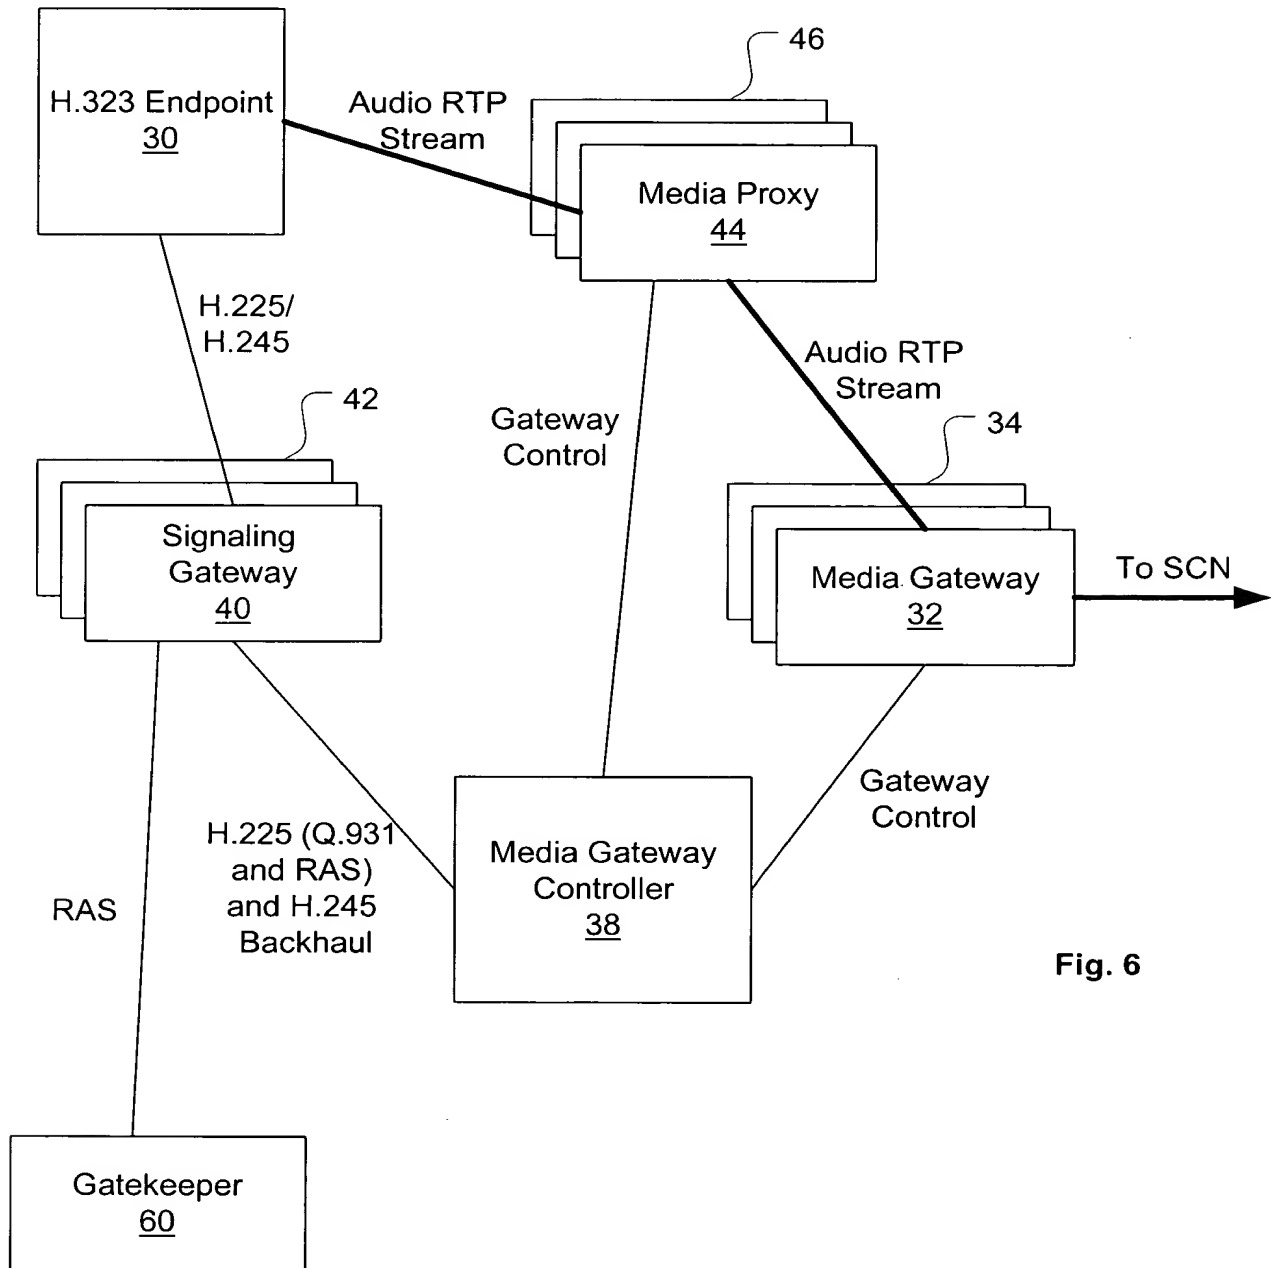 46
H.323 Endpoint
30
Audio RTP
Stream
Media Proxy
44
H.225/
H.245
Audio RTP
Stream
42
Gateway
Control
34
Signaling
Gateway
40
Media Gateway
32
To SCN
Gateway
Control
H.225 (Q.931
and RAS)
and H.245
Backhaul
Media Gateway
Controller
38
RAS
Fig. 6
Gatekeeper
60